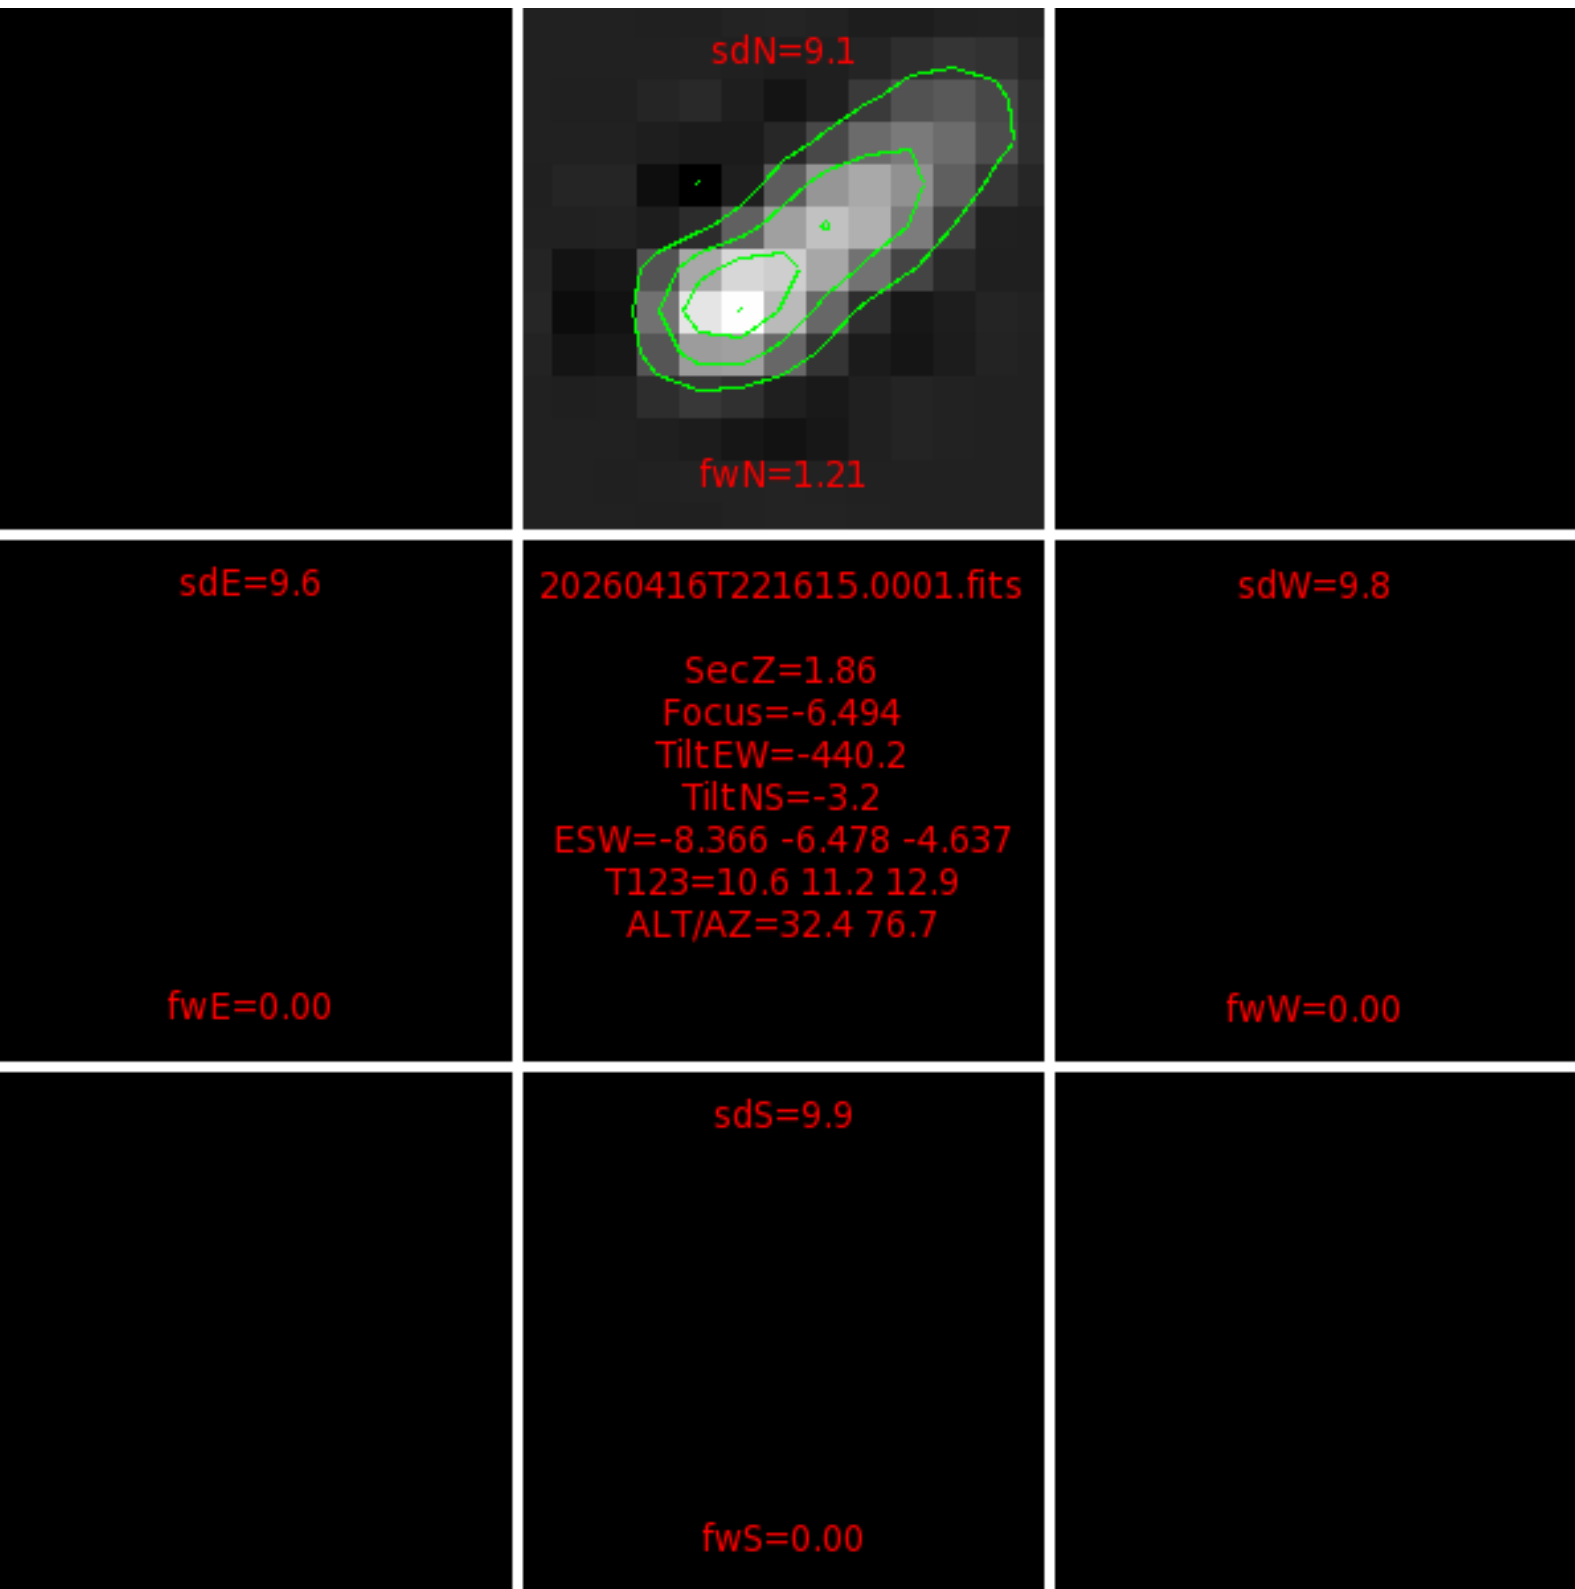 sdN=9.1
fwN=1.21
sdE=9.6
fwE=0.00
20260416T221615.0001.fits
SecZ=1.86
Focus=-6.494
TiltEW=-440.2
TiltNS=-3.2
ESW=-8.366 -6.478 -4.637
T123=10.6 11.2 12.9
ALT/AZ=32.4 76.7
sdW=9.8
fwW=0.00
sdS=9.9
fwS=0.00